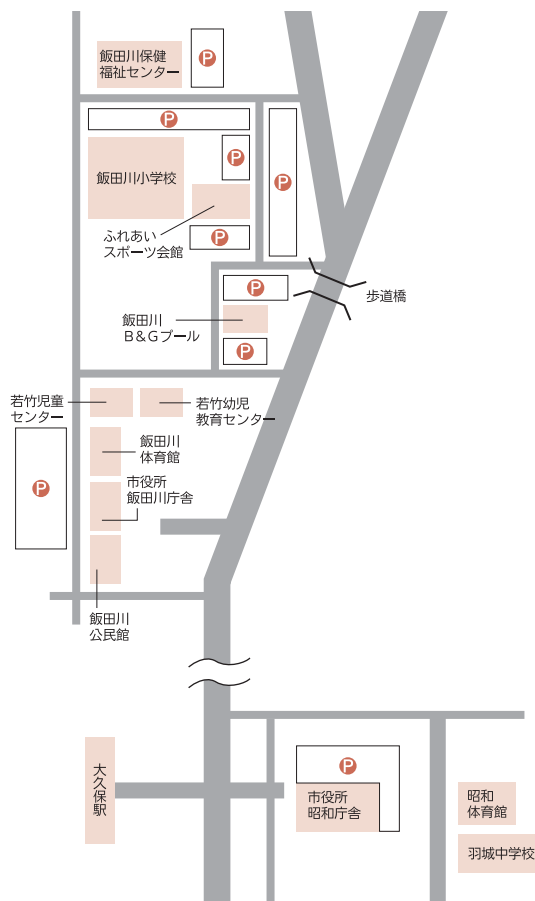 飯田川保健
福祉センター
P
P
P
P
飯田川小学校
ふれあい
スポーツ会館
P
P
歩道橋
飯田川
B&Gプール
P
若竹児童
センター
若竹幼児
教育センター
飯田川
体育館
P
市役所
飯田川庁舎
飯田川
公民館
大久保駅
P
市役所
昭和庁舎
昭和
体育館
羽城中学校